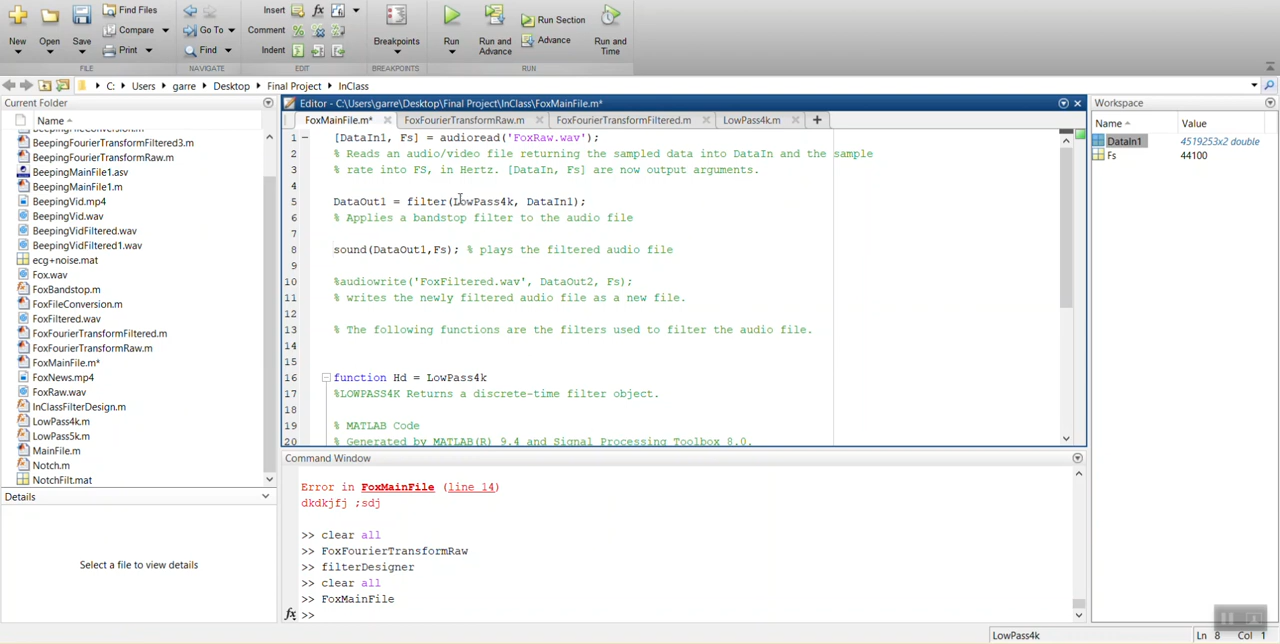 New
Open
Save
Find Files
Compare
Print
Go To
Find
Insert fx
Comment %
Indent
Breakpoints
Run
Run and Advance
Run Section
Advance
Run and Time
FILE NAVIGATE EDIT BREAKPOINTS RUN
C: Users garre Desktop Final Project InClass
Current Folder
Name
BeepingFileConversion.m
BeepingFourierTransformFiltered3.m
BeepingFourierTransformRaw.m
BeepingMainFile1.asv
BeepingMainFile1.m
BeepingVid.mp4
BeepingVid.wav
BeepingVidFiltered.wav
BeepingVidFiltered1.wav
ecg+noise.mat
Fox.wav
FoxBandstop.m
FoxFileConversion.m
FoxFiltered.wav
FoxFourierTransformFiltered.m
FoxFourierTransformRaw.m
FoxMainFile.m*
FoxNews.mp4
FoxRaw.wav
InClassFilterDesign.m
LowPass4k.m
LowPass5k.m
MainFile.m
Notch.m
NotchFilt.mat
Details
Select a file to view details
Editor - C:\Users\garre\Desktop\Final Project\InClass\FoxMainFile.m*
FoxMainFile.m* FoxFourierTransformRaw.m FoxFourierTransformFiltered.m LowPass4k.m
1 [DataIn1, Fs] = audioread('FoxRaw.wav');
2 % Reads an audio/video file returning the sampled data into DataIn and the sample
3 % rate into FS, in Hertz. [DataIn, Fs] are now output arguments.
4
5 DataOut1 = filter(LowPass4k, DataIn1);
6 % Applies a bandstop filter to the audio file
7
8 sound(DataOut1,Fs); % plays the filtered audio file
9
10 %audiowrite('FoxFiltered.wav', DataOut2, Fs);
11 % writes the newly filtered audio file as a new file.
12
13 % The following functions are the filters used to filter the audio file.
14
15
16 function Hd = LowPass4k
17 %LOWPASS4K Returns a discrete-time filter object.
18
19 % MATLAB Code
20 % Generated by MATLAB(R) 9.4 and Signal Processing Toolbox 8.0.
Command Window
Error in FoxMainFile (line 14)
dkdkjfj ;sdj
>> clear all
>> FoxFourierTransformRaw
>> filterDesigner
>> clear all
>> FoxMainFile
fx >>
Workspace
Name Value
DataIn1 4519253x2 double
Fs 44100
LowPass4k Ln 8 Col 1